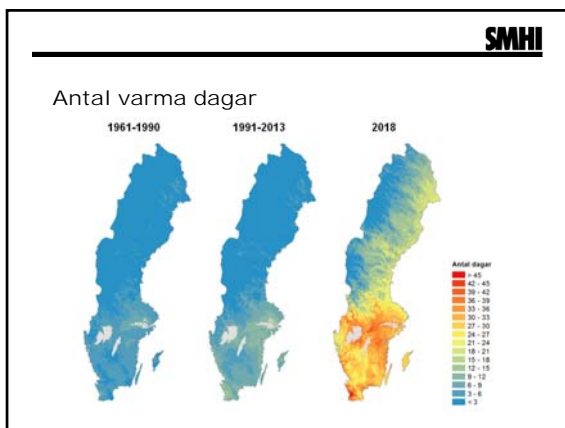 SMHI
Antal varma dagar
1961-1990 1991-2013 2018
Antal dagar
> 45
42 - 45
39 - 42
36 - 39
33 - 36
30 - 33
27 - 30
24 - 27
21 - 24
18 - 21
15 - 18
12 - 15
9 - 12
6 - 9
3 - 6
< 3